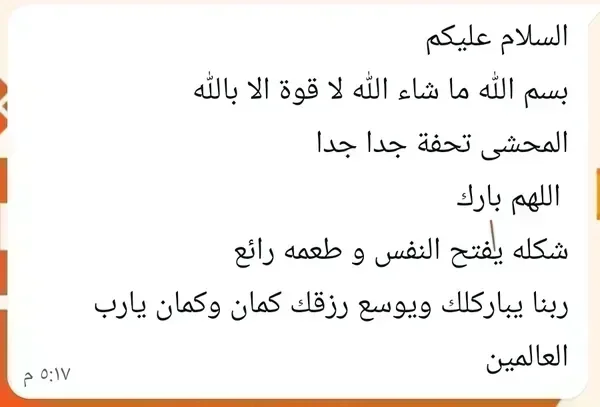 السلام عليكم
بسم الله ما شاء الله لا قوة الا بالله
المحشى تحفة جدا جدا
اللهم بارك
شكله يفتح النفس و طعمه رائع
ربنا يباركلك ويوسع رزقك كمان وكمان يارب
العالمين
٥:١٧ م